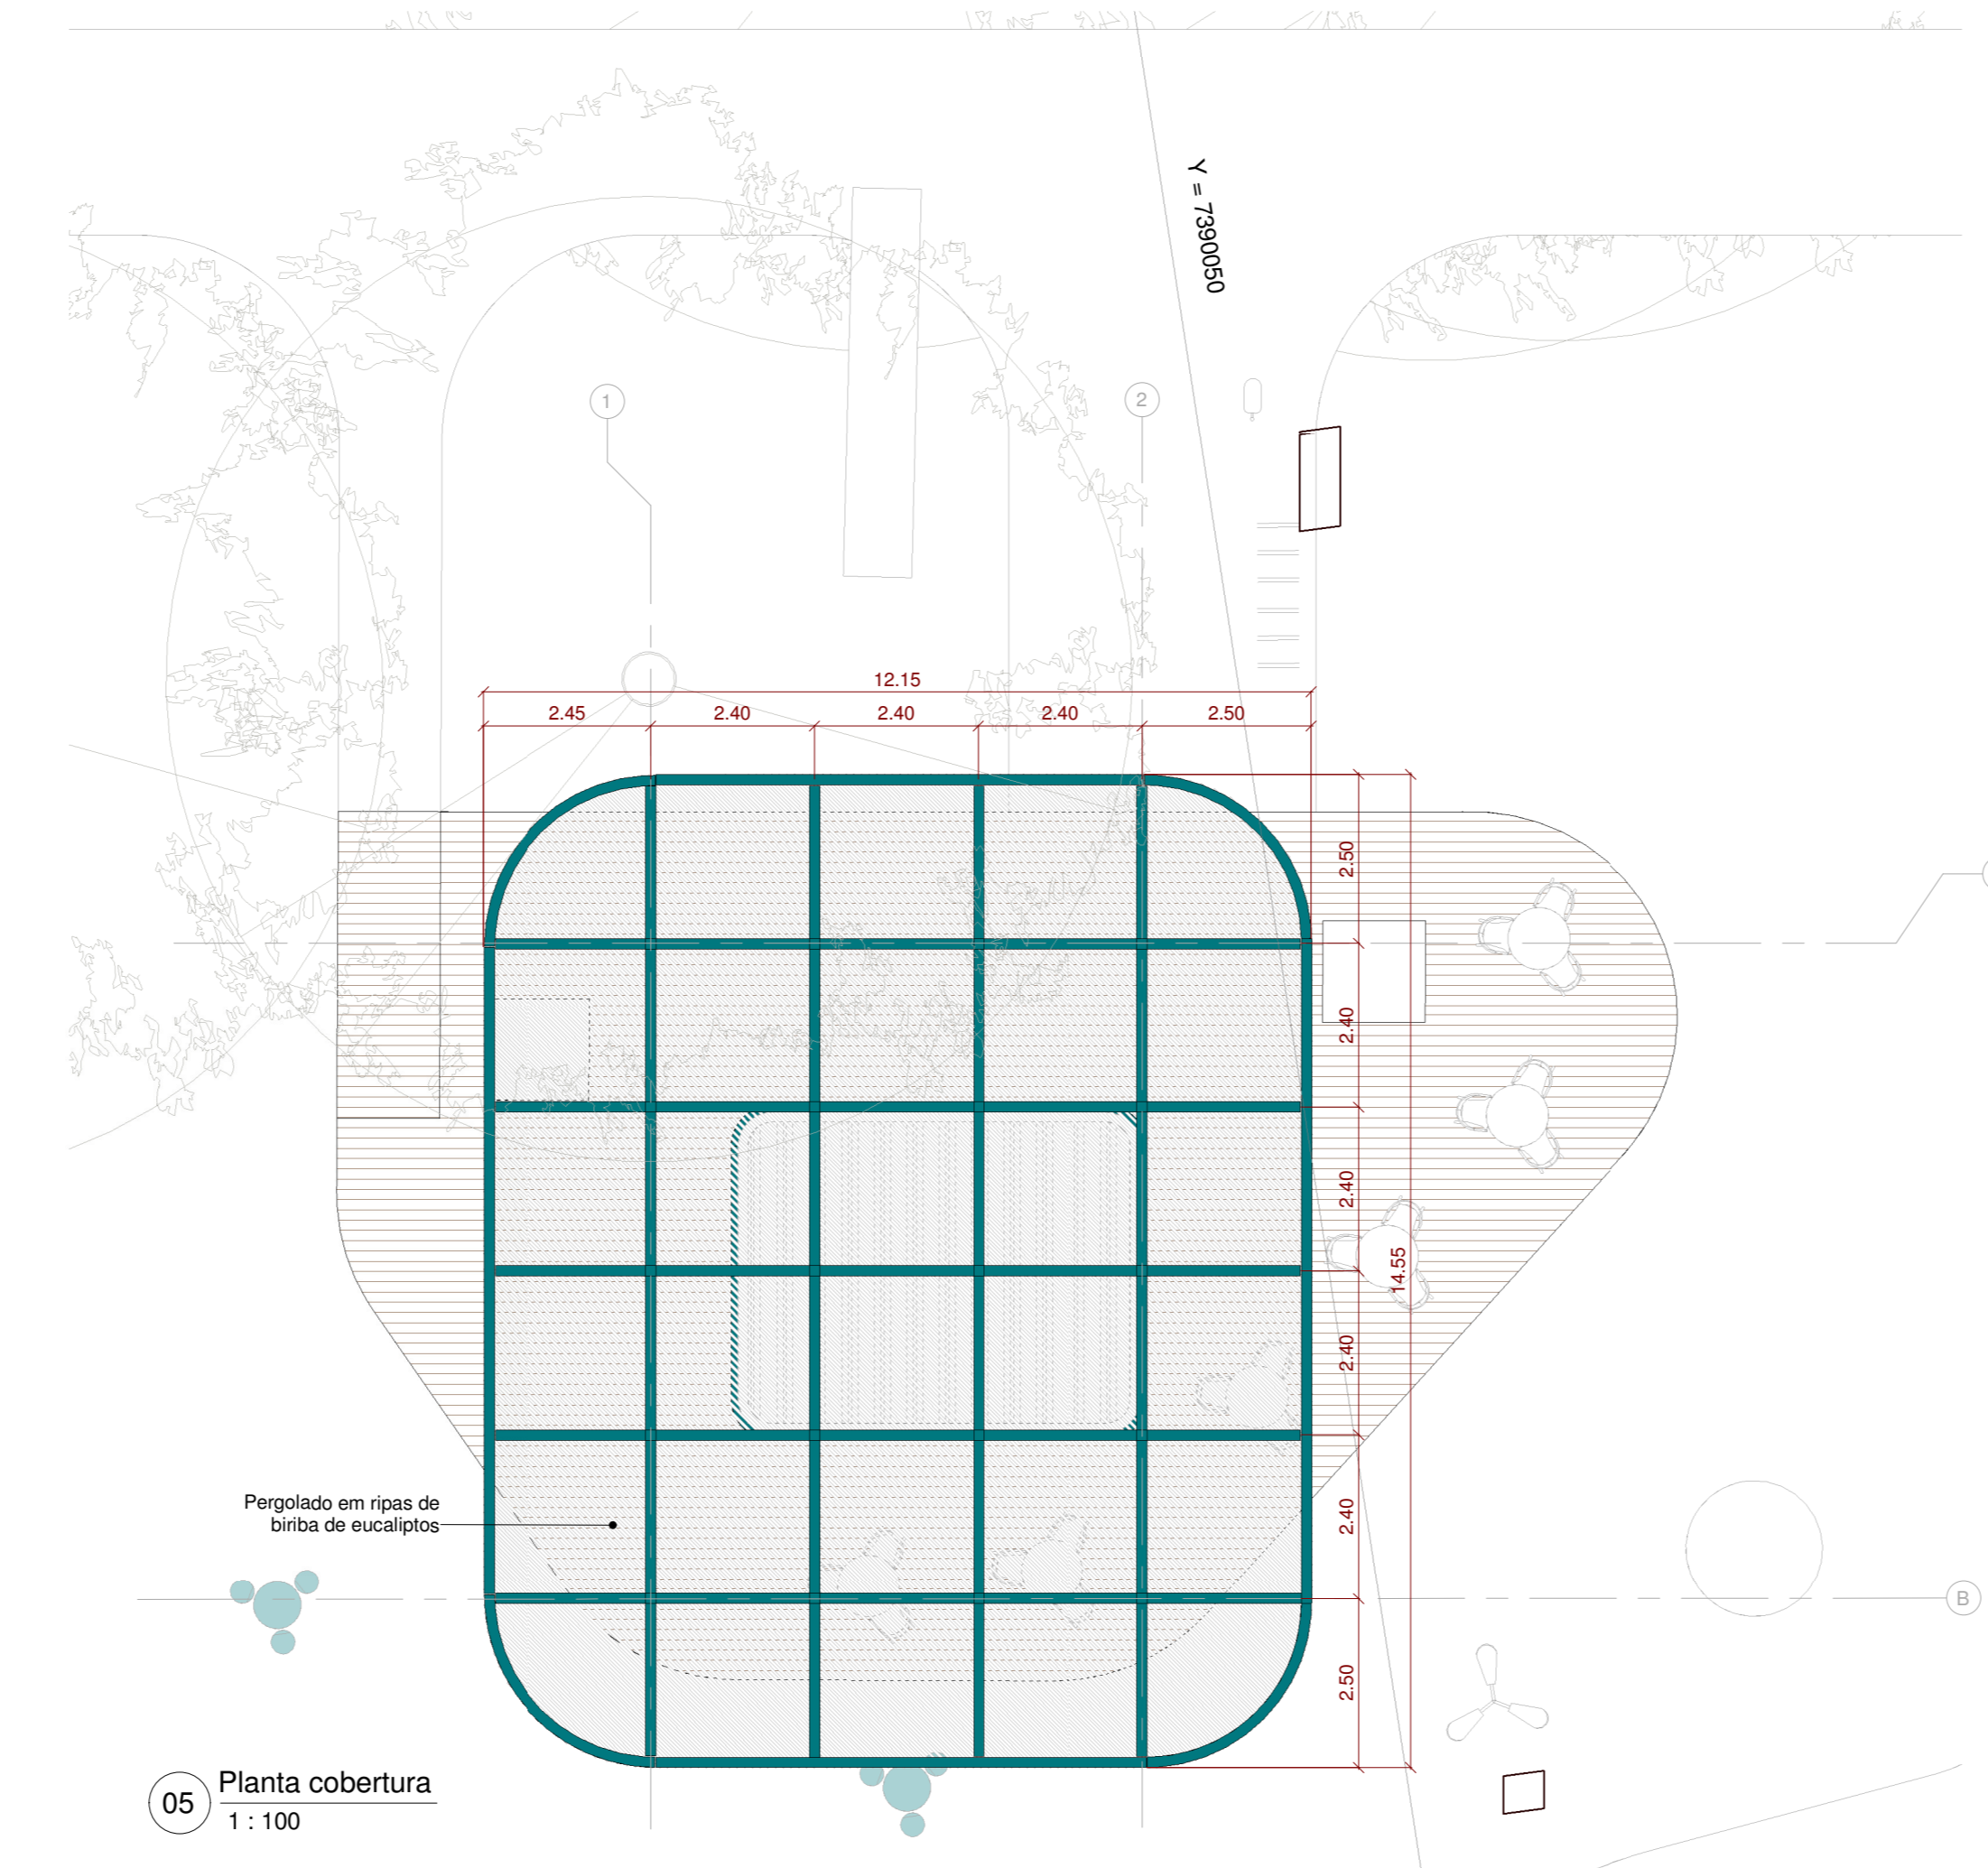 Y = 7390050
1
2
12.15
2.45
2.40
2.40
2.40
2.50
2.50
2.40
2.40
14.55
2.40
2.40
2.50
Pergolado em ripas de
biriba de eucaliptos
B
05
Planta cobertura
1 : 100